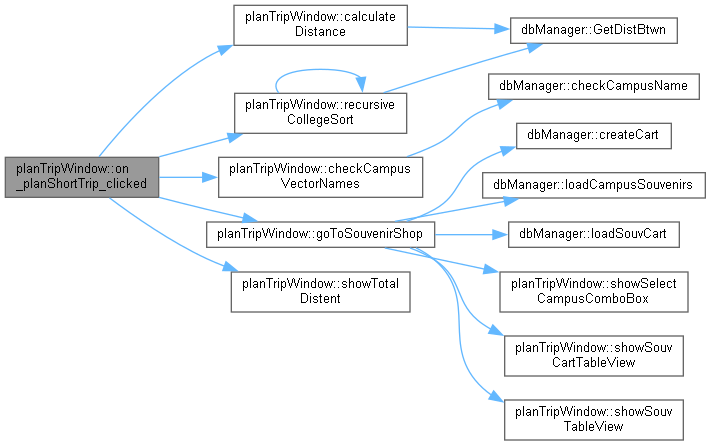 planTripWindow::on
_planShortTrip_clicked
planTripWindow::calculate
Distance
planTripWindow::recursive
CollegeSort
planTripWindow::checkCampus
VectorNames
planTripWindow::goToSouvenirShop
planTripWindow::showTotal
Distent
dbManager::GetDistBtwn
dbManager::checkCampusName
dbManager::createCart
dbManager::loadCampusSouvenirs
dbManager::loadSouvCart
planTripWindow::showSelect
CampusComboBox
planTripWindow::showSouv
CartTableView
planTripWindow::showSouv
TableView